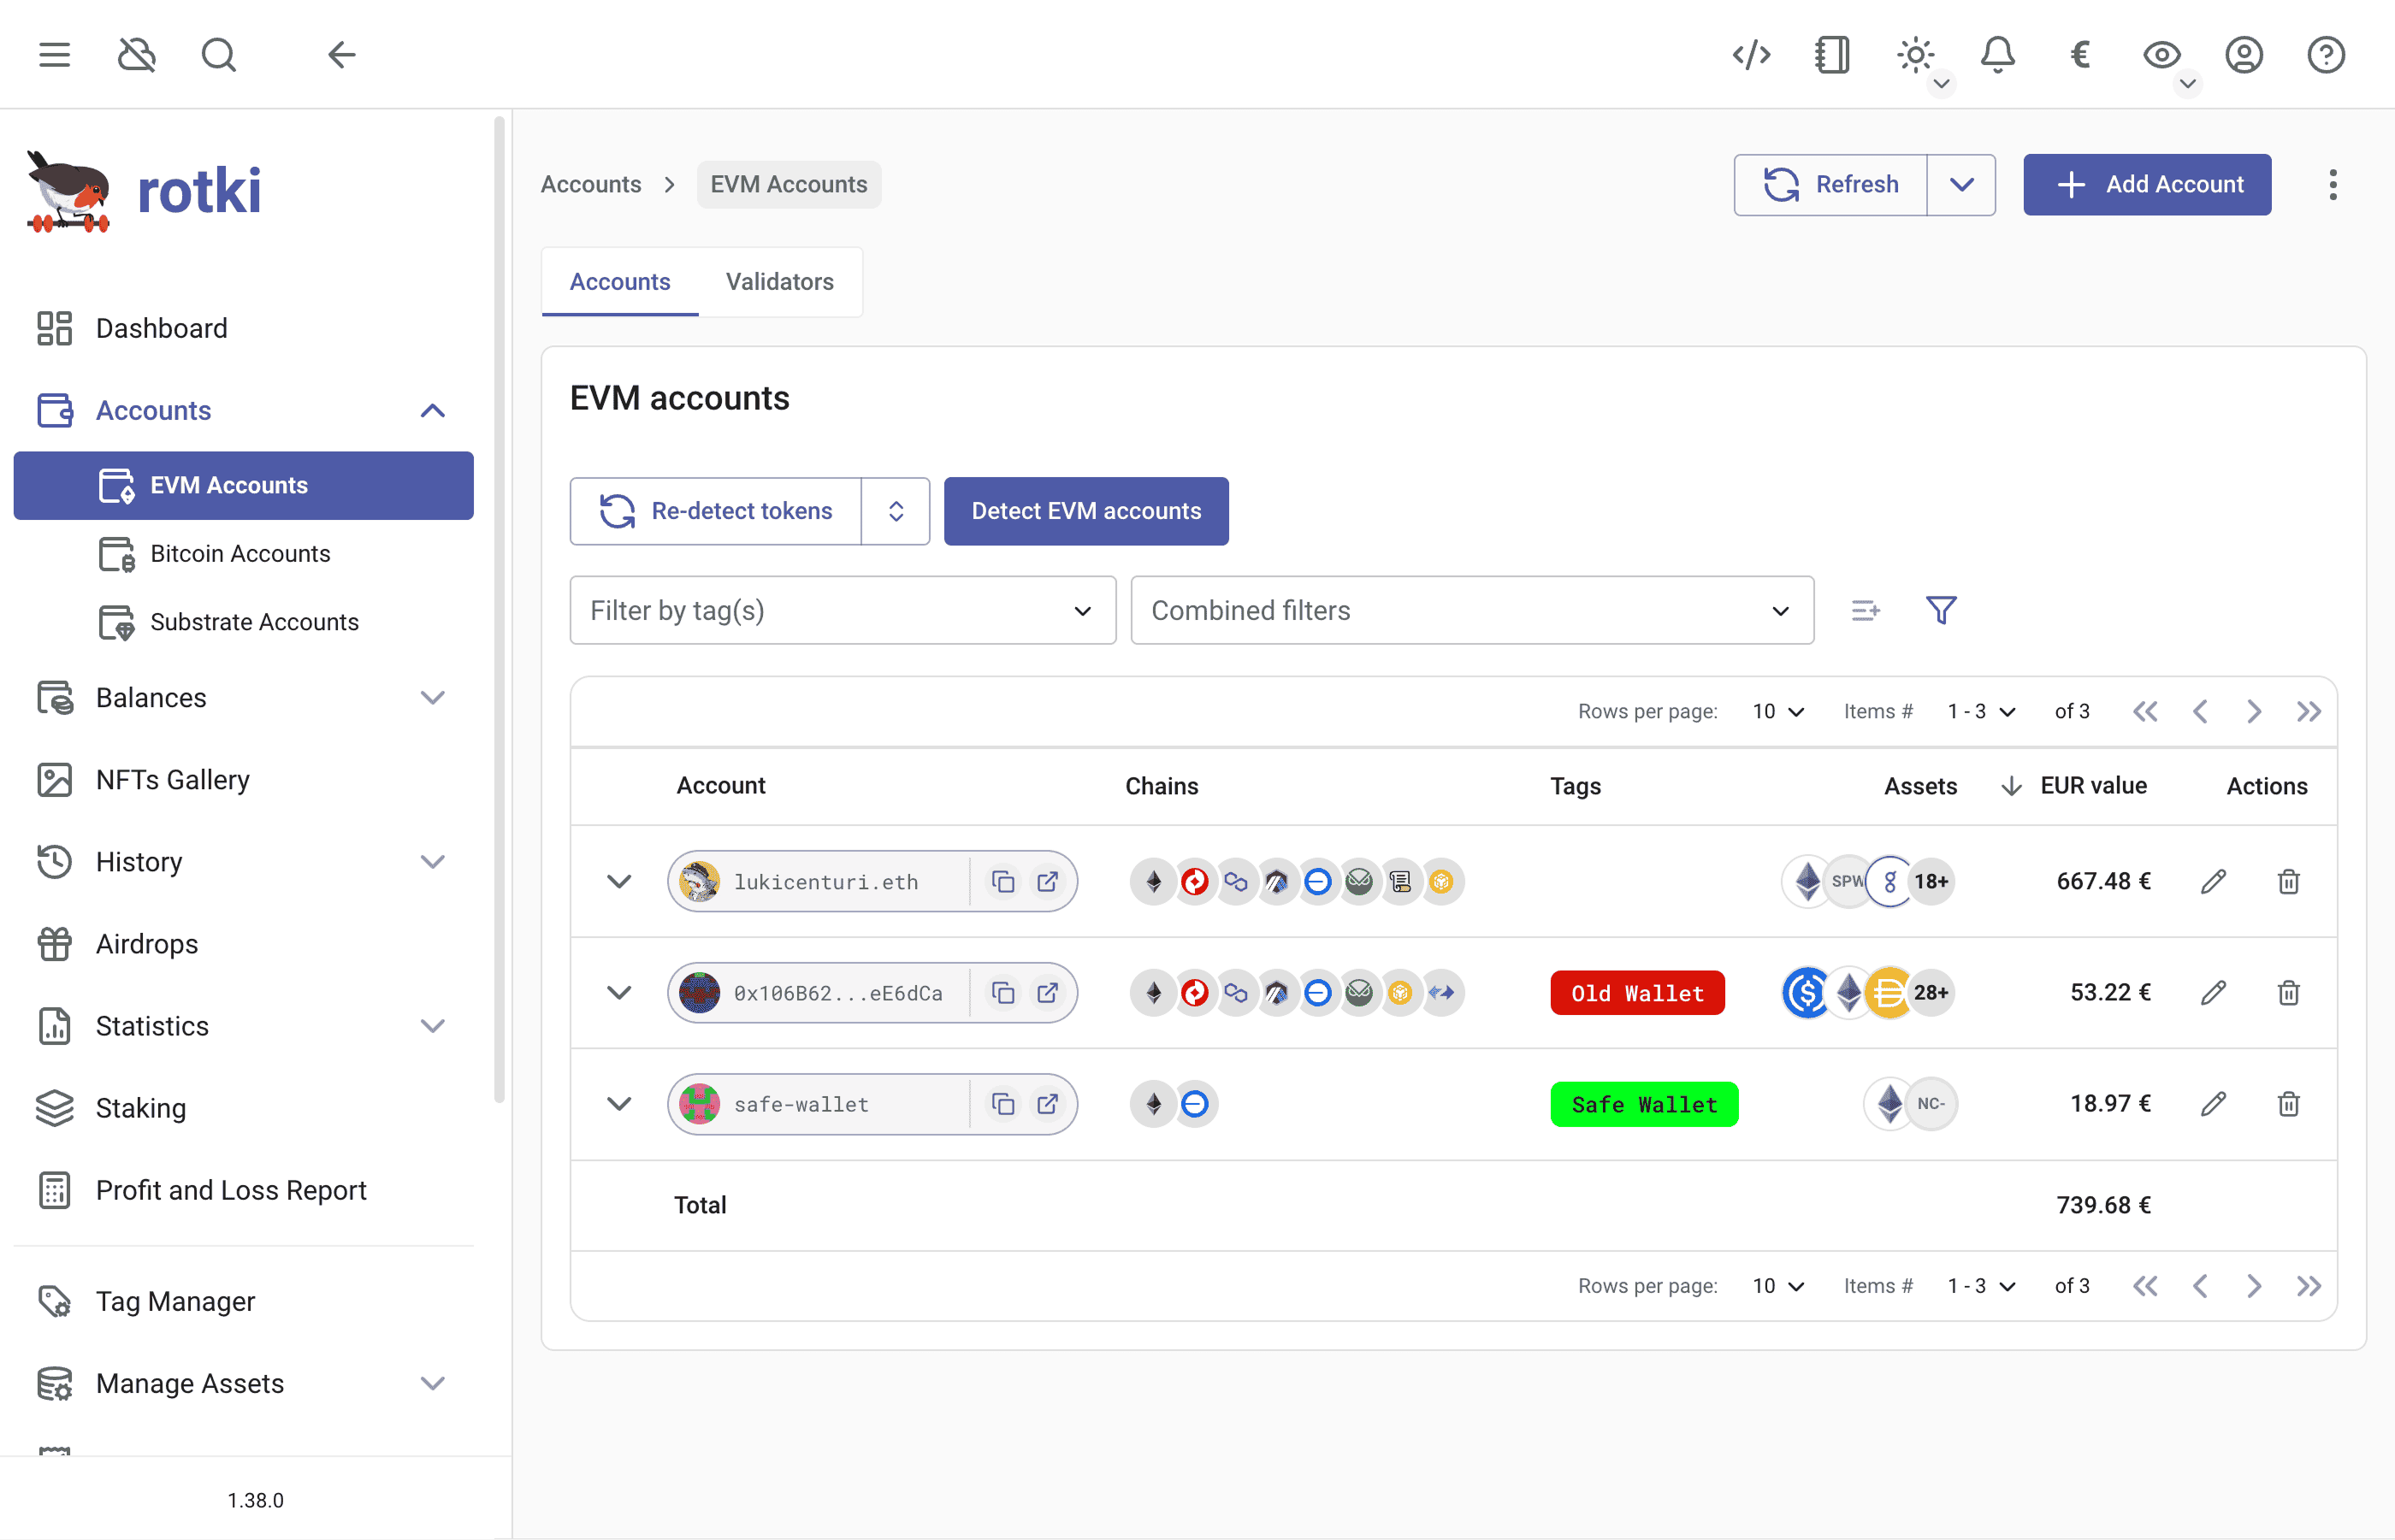 rotki
Dashboard
Accounts
EVM Accounts
Bitcoin Accounts
Substrate Accounts
Balances
NFTs Gallery
History
Airdrops
Statistics
Staking
Profit and Loss Report
Tag Manager
Manage Assets
1.38.0
€
Accounts > EVM Accounts
Refresh
Add Account
Accounts Validators
EVM accounts
Re-detect tokens Detect EVM accounts
Filter by tag(s) Combined filters
Rows per page: 10 Items # 1 - 3 of 3
Account Chains Tags Assets EUR value Actions
lukicenturi.eth SPW 18+ 667.48 €
0x106B62...eE6dCa Old Wallet 28+ 53.22 €
safe-wallet Safe Wallet NC- 18.97 €
Total 739.68 €
Rows per page: 10 Items # 1 - 3 of 3